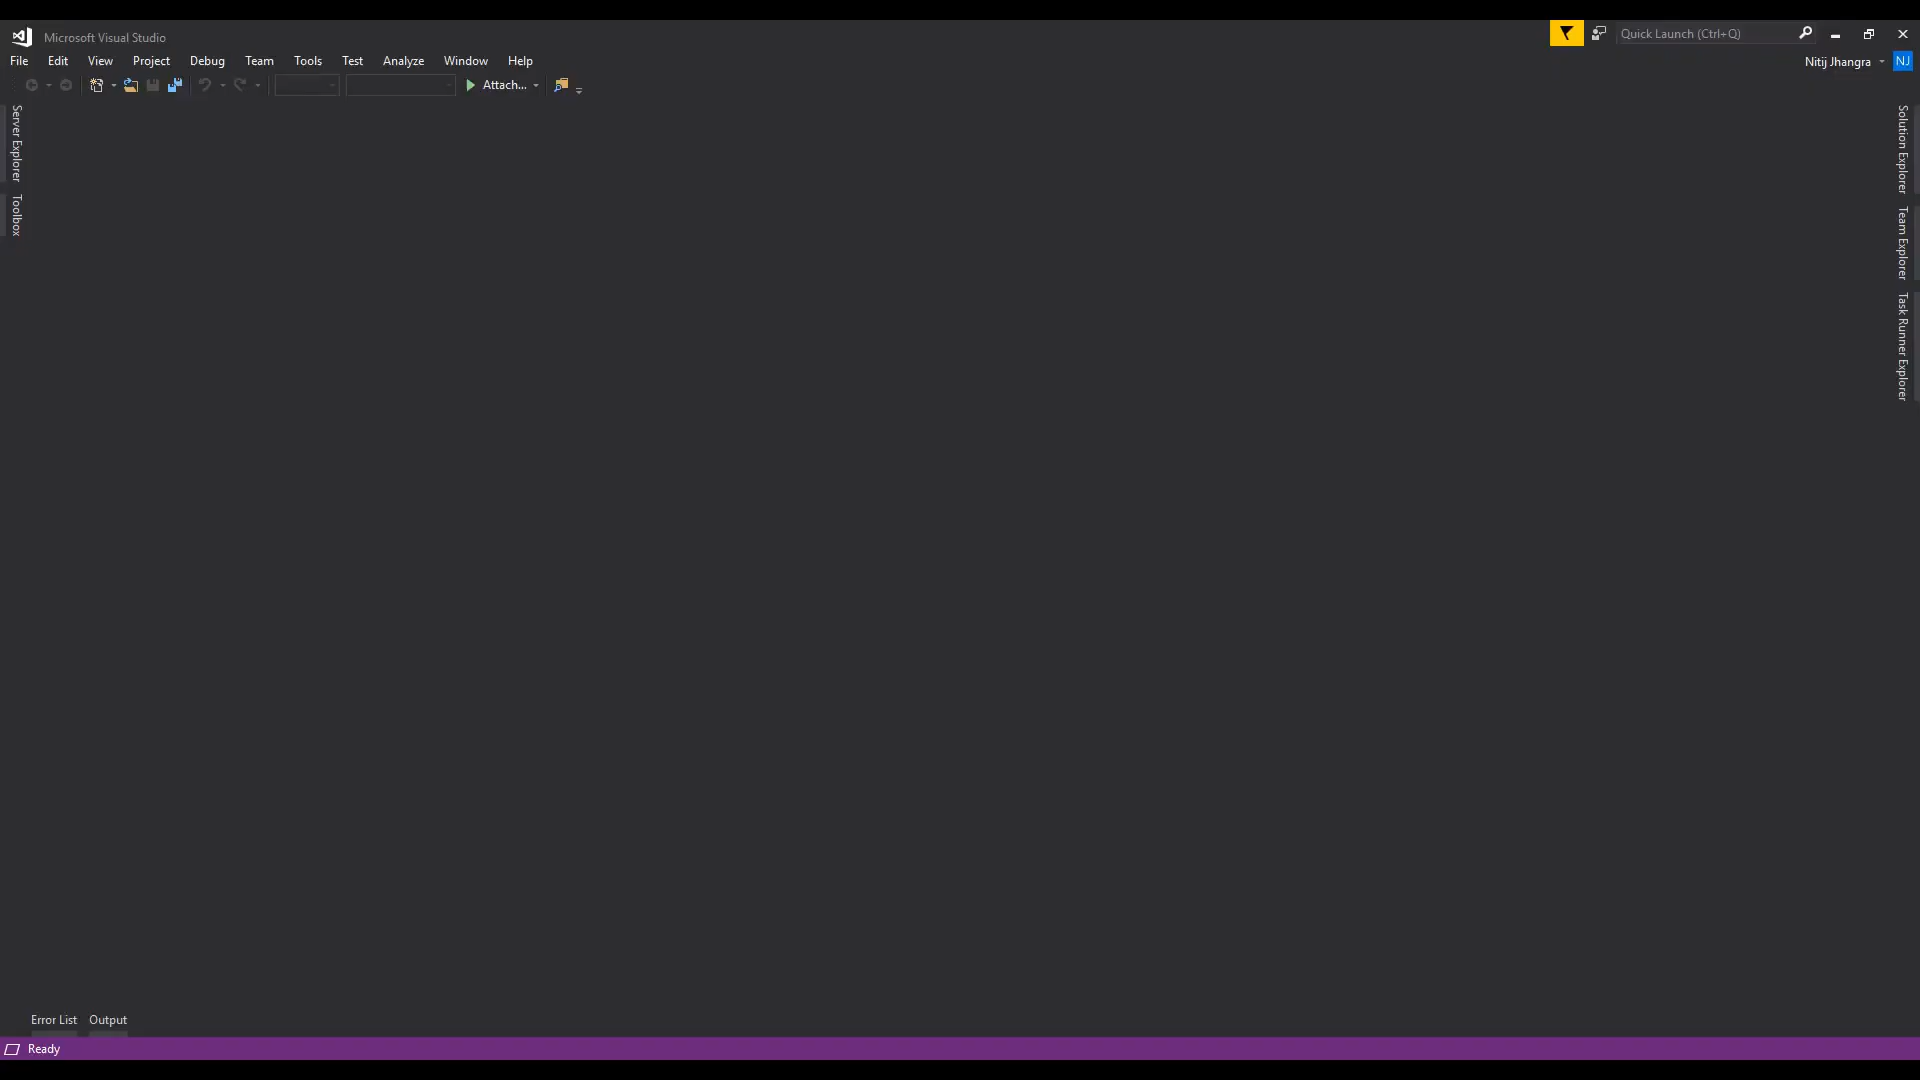 Microsoft Visual Studio
Quick Launch (Ctrl+Q)
File Edit View Project Debug Team Tools Test Analyze Window Help
Nitij Jhangra NJ
Attach...
Server Explorer
Toolbox
Solution Explorer
Team Explorer
Task Runner Explorer
Error List Output
Ready